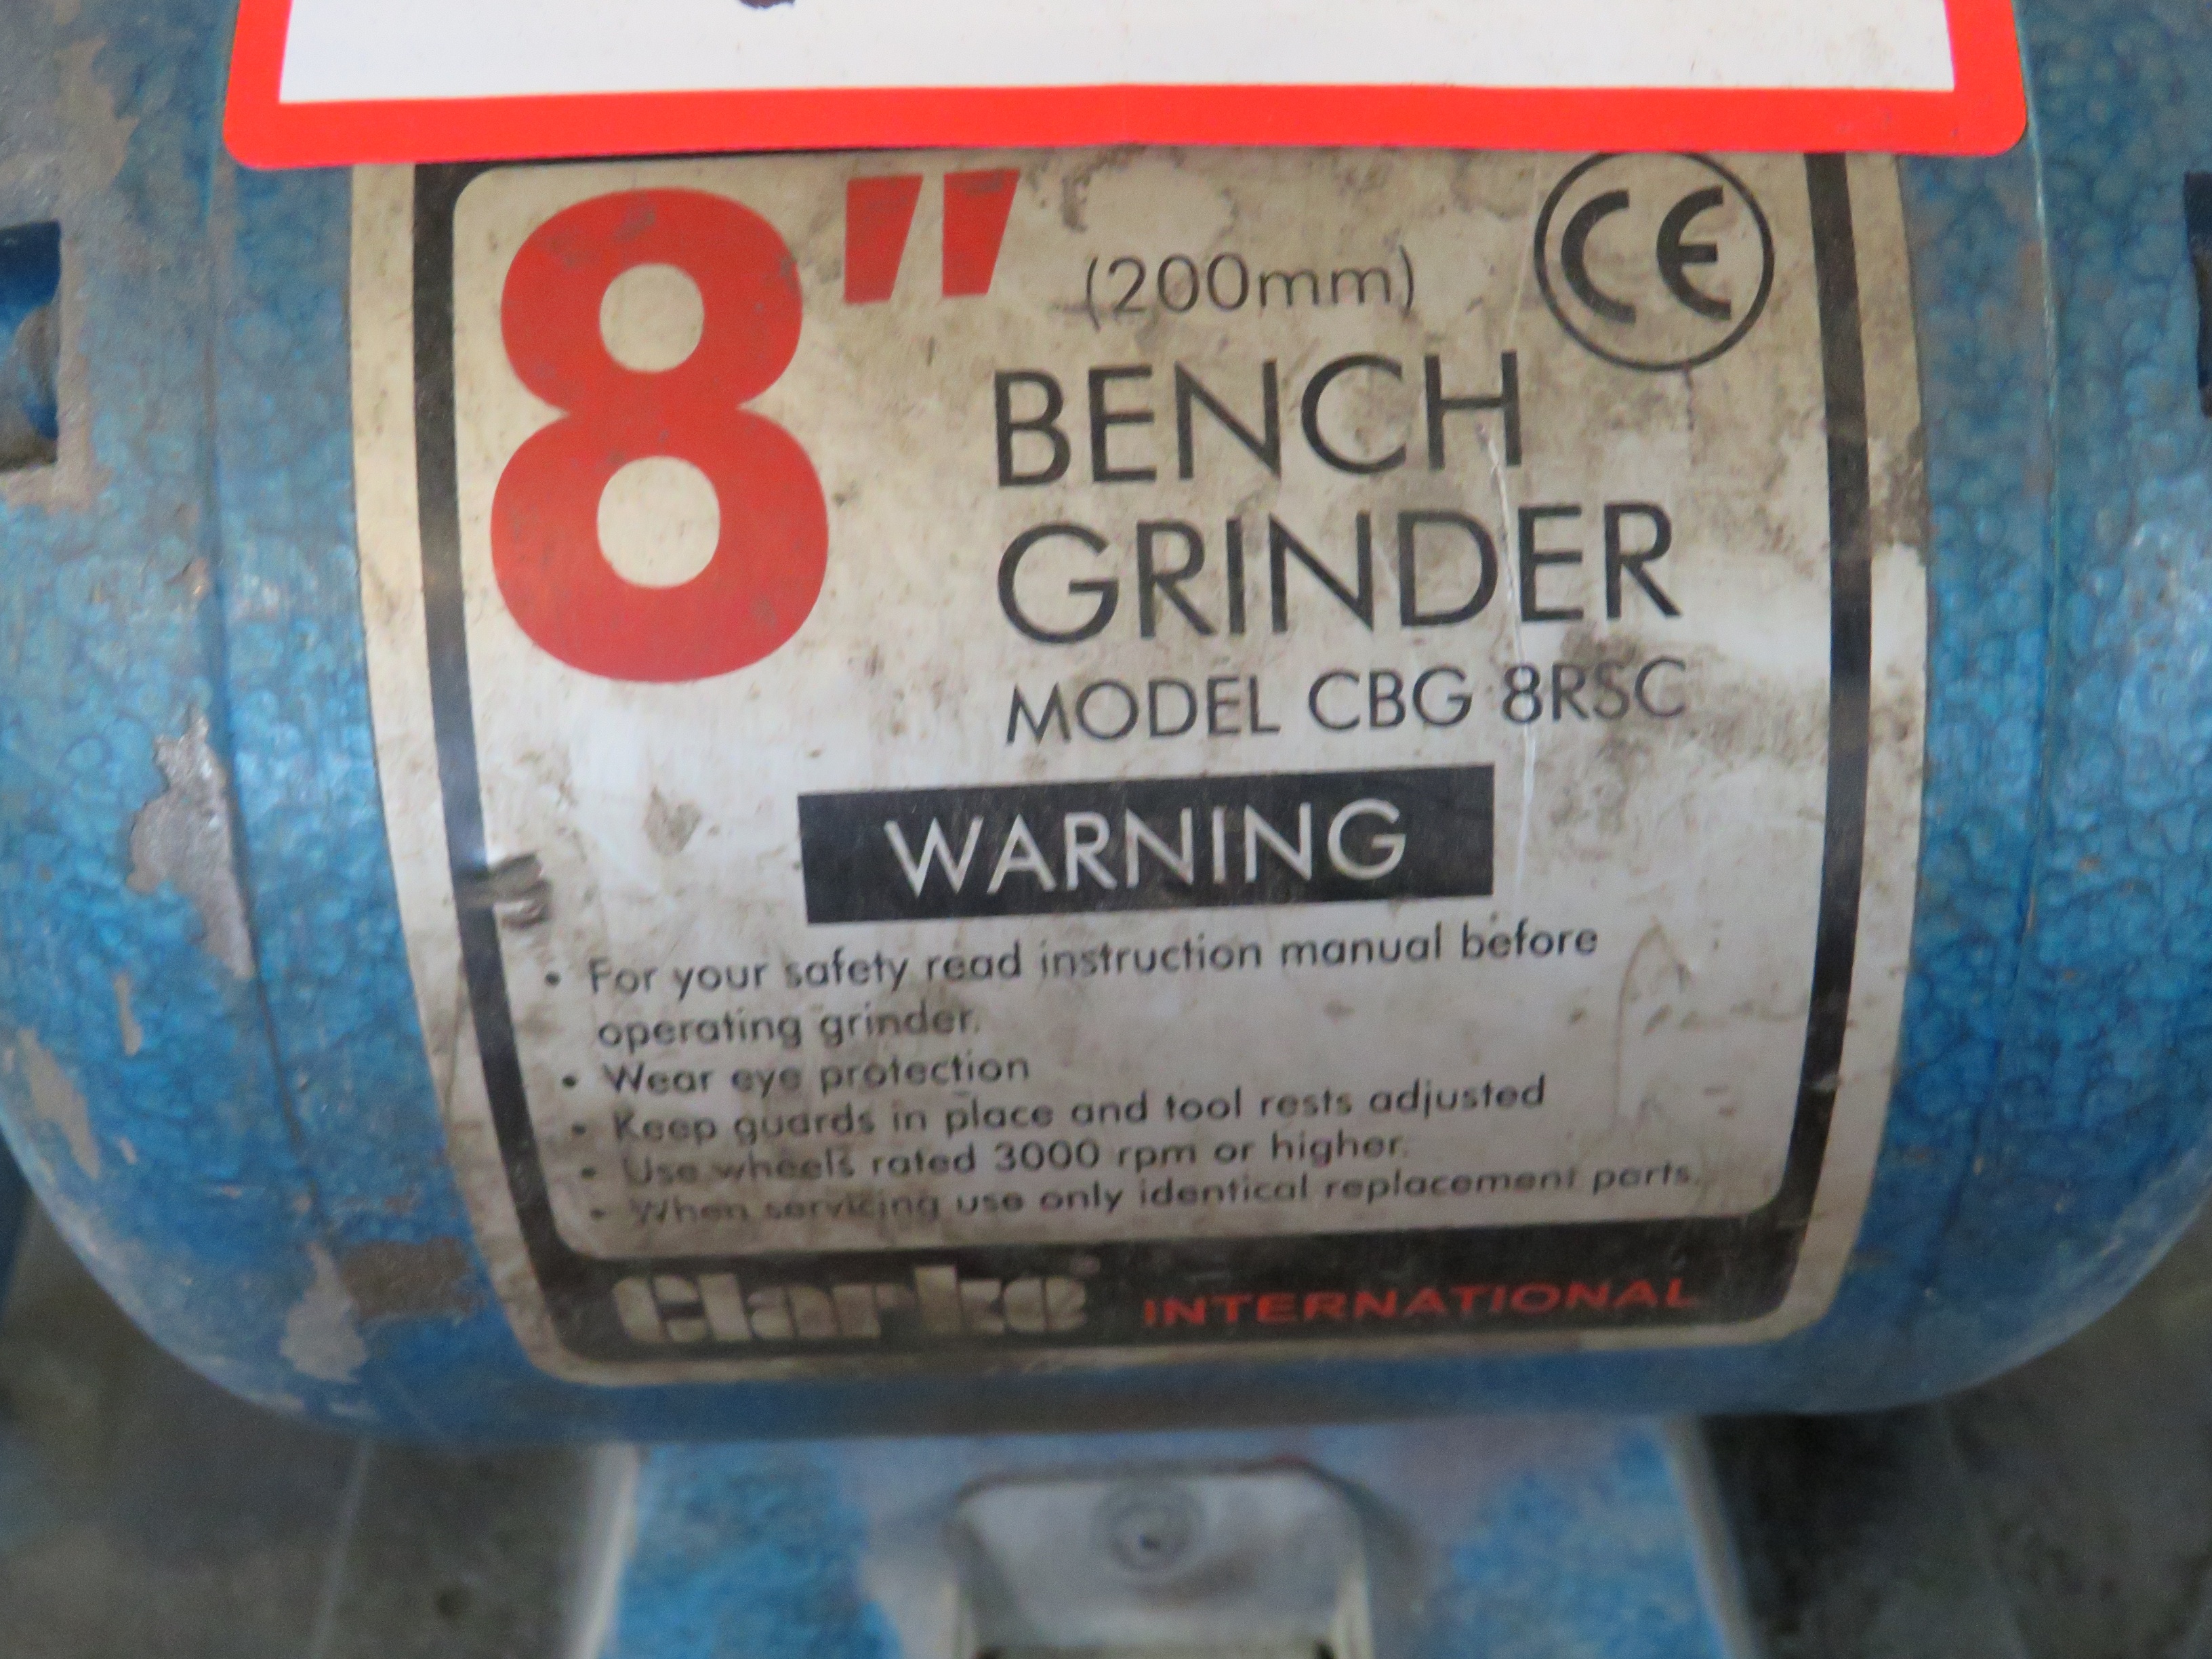 8"
(200mm)
CE
BENCH
GRINDER
MODEL CBG 8RSC
WARNING
• For your safety read instruction manual before
operating grinder.
• Wear eye protection
• Keep guards in place and tool rests adjusted
• Use wheels rated 3000 rpm or higher.
• When servicing use only identical replacement parts.
Clarke INTERNATIONAL